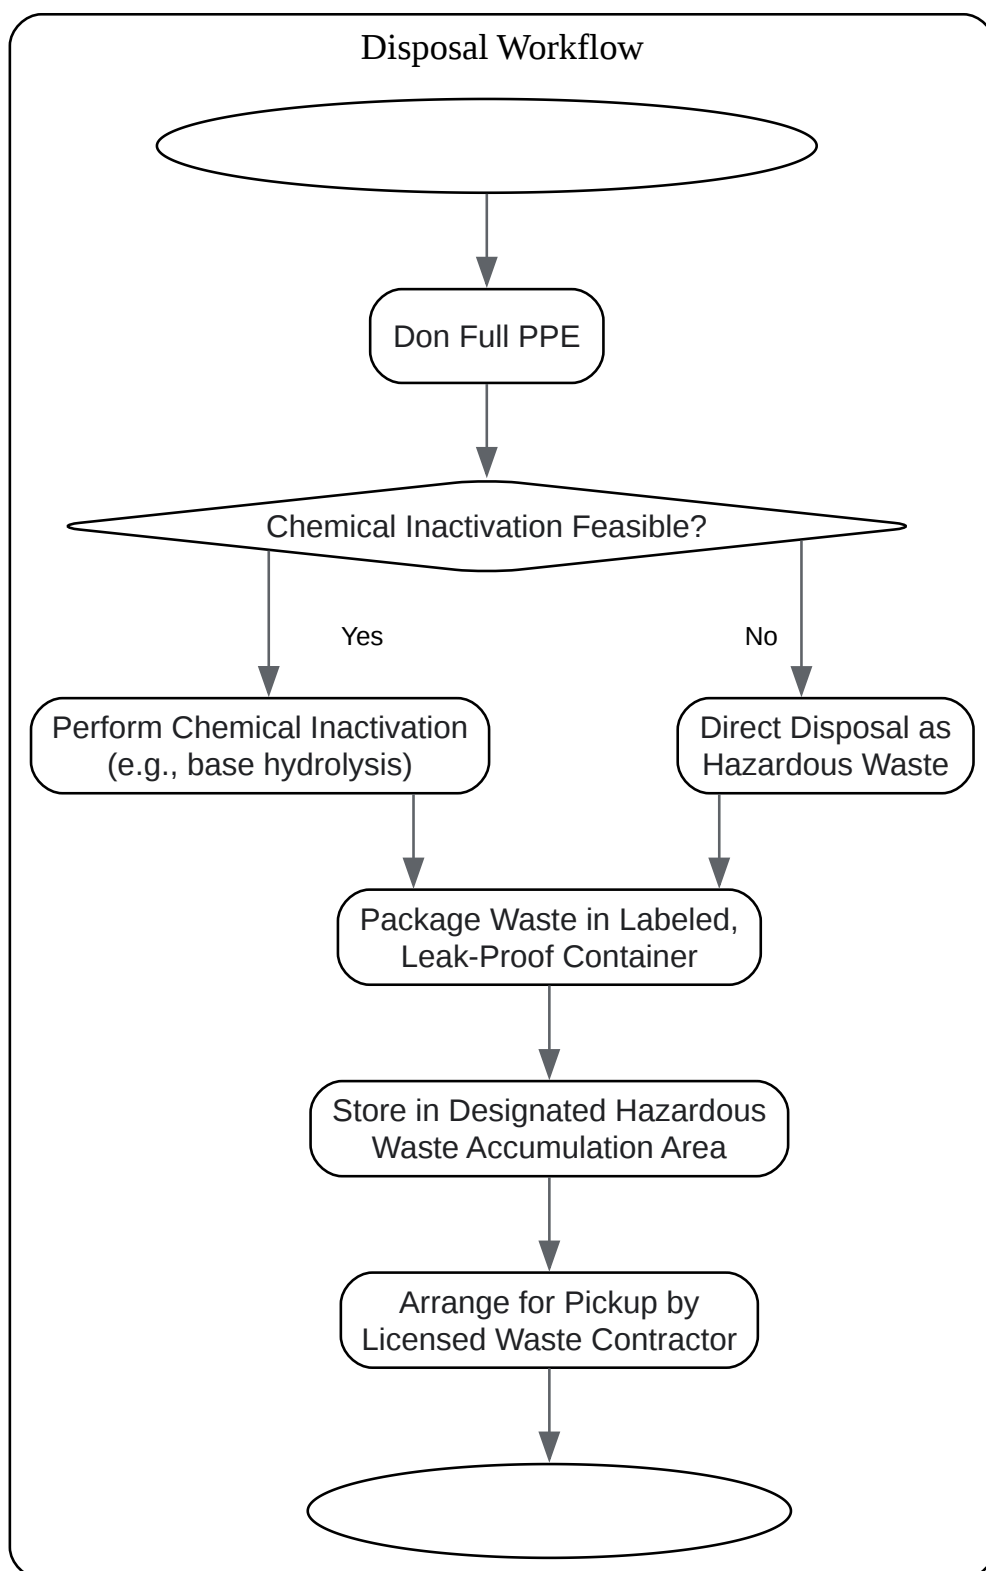 Disposal Workflow
Don Full PPE
Chemical Inactivation Feasible?
Yes
No
Perform Chemical Inactivation
(e.g., base hydrolysis)
Direct Disposal as
Hazardous Waste
Package Waste in Labeled,
Leak-Proof Container
Store in Designated Hazardous
Waste Accumulation Area
Arrange for Pickup by
Licensed Waste Contractor